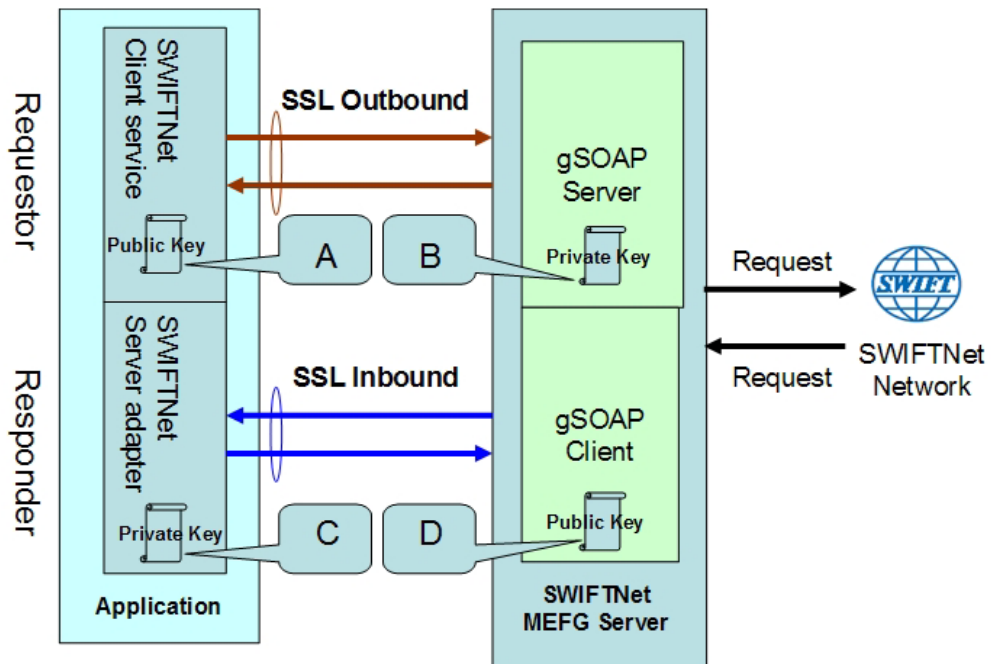 Requestor
SWIFTNet
Client service
Public Key
SSL Outbound
A
B
gSOAP
Server
Private Key
Request
SWIFT
SWIFTNet
Network
Request
Responder
SWIFTNet
Server adapter
Private Key
SSL Inbound
C
D
gSOAP
Client
Public Key
Application
SWIFTNet
MEFG Server